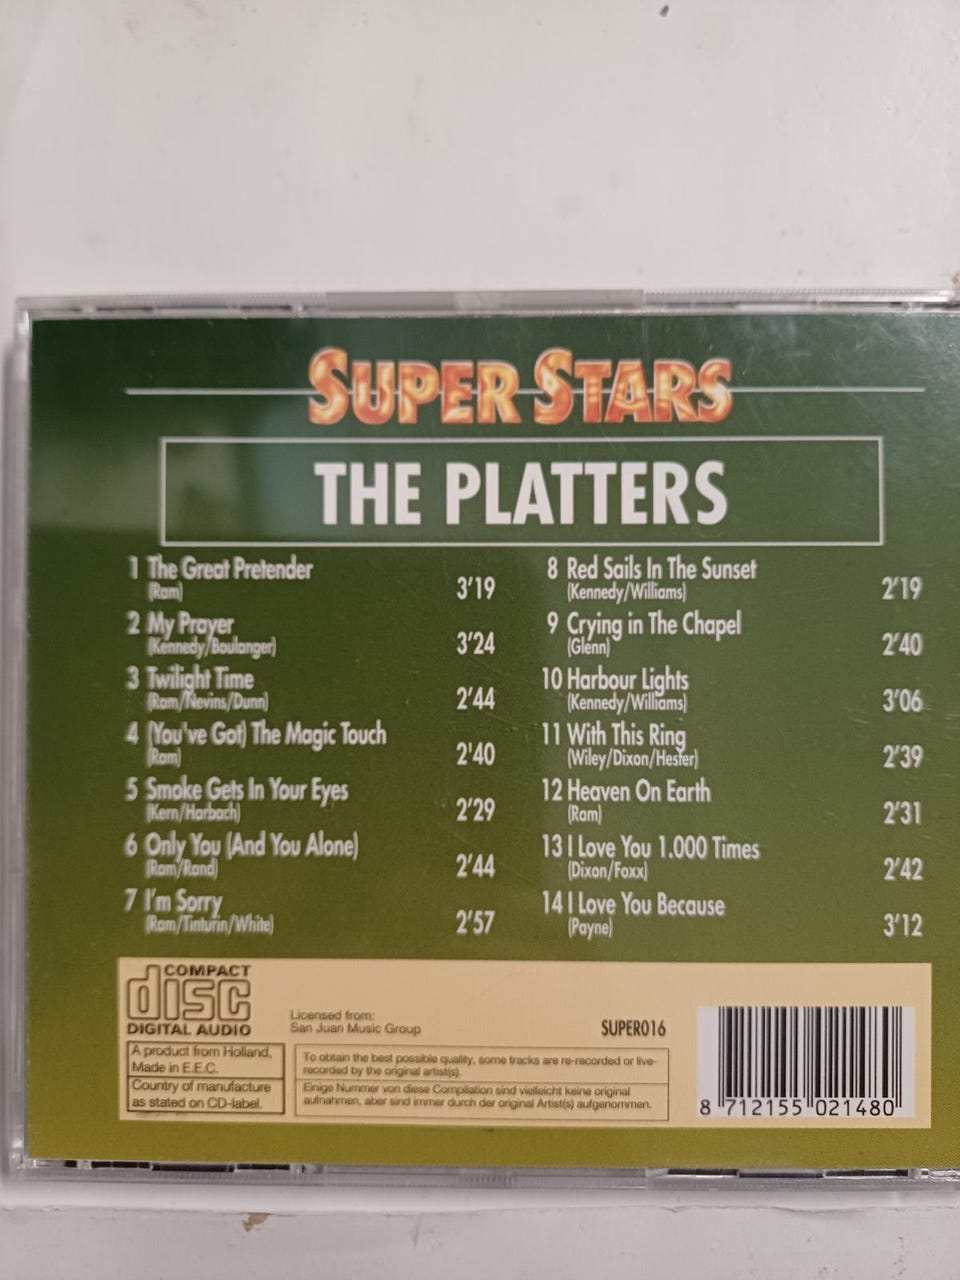 SUPER STARS
THE PLATTERS
1 The Great Pretender 3'19
(Ram)
2 My Prayer 3'24
(Kennedy/Boulanger)
3 Twilight Time 2'44
(Ram/Nevins/Dunn)
4 (You've Got) The Magic Touch 2'40
(Ram)
5 Smoke Gets In Your Eyes 2'29
(Kern/Harbach)
6 Only You (And You Alone) 2'44
(Ram/Rand)
7 I'm Sorry 2'57
(Ram/Tinturin/White)
8 Red Sails In The Sunset 2'19
(Kennedy/Williams)
9 Crying in The Chapel 2'40
(Glenn)
10 Harbour Lights 3'06
(Kennedy/Williams)
11 With This Ring 2'39
(Wiley/Dixon/Hester)
12 Heaven On Earth 2'31
(Ram)
13 I Love You 1.000 Times 2'42
(Dixon/Foxx)
14 I Love You Because 3'12
(Payne)
COMPACT
disc
DIGITAL AUDIO
A product from Holland,
Made in E.E.C.
Country of manufacture
as stated on CD-label.
Licensed from:
San Juan Music Group
SUPER016
To obtain the best possible quality, some tracks are re-recorded or live-
recorded by the original artist(s).
Einige Nummer von diese Compilation sind vielleicht keine original
aufnahmen, aber sind immer durch der original Artist(s) aufgenommen.
8 712155 021480